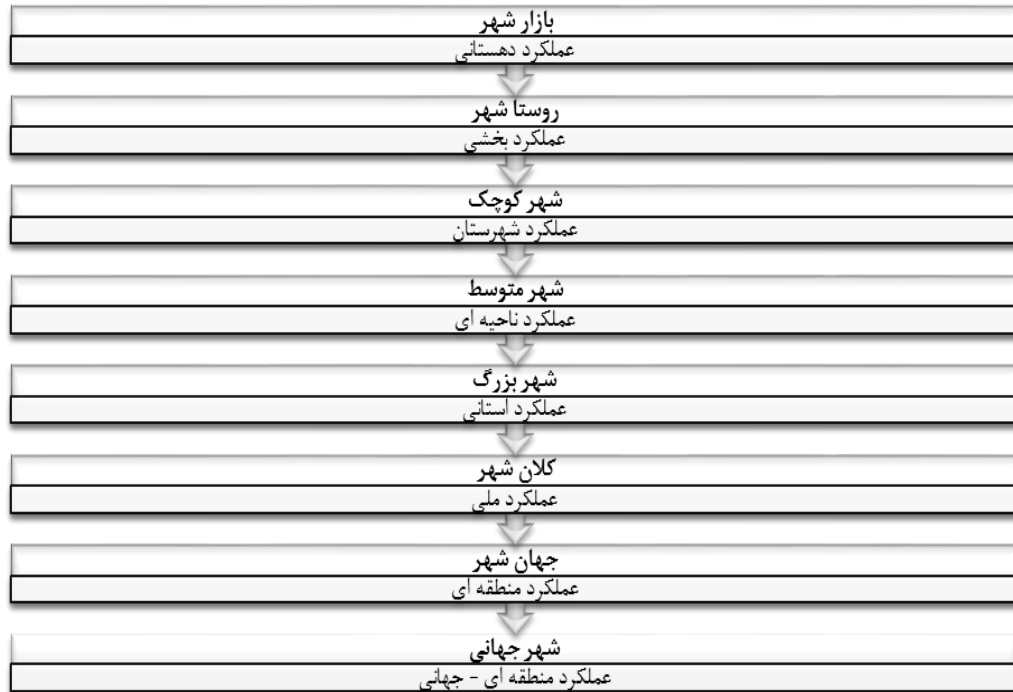 بازار شهر
عملکرد دهستانی
روستا شهر
عملکرد بخشی
شهر کوچک
عملکرد شهرستان
شهر متوسط
عملکرد ناحیه ای
شهر بزرگ
عملکرد استانی
کلان شهر
عملکرد ملی
جهان شهر
عملکرد منطقه ای
شهر جهانی
عملکرد منطقه ای - جهانی